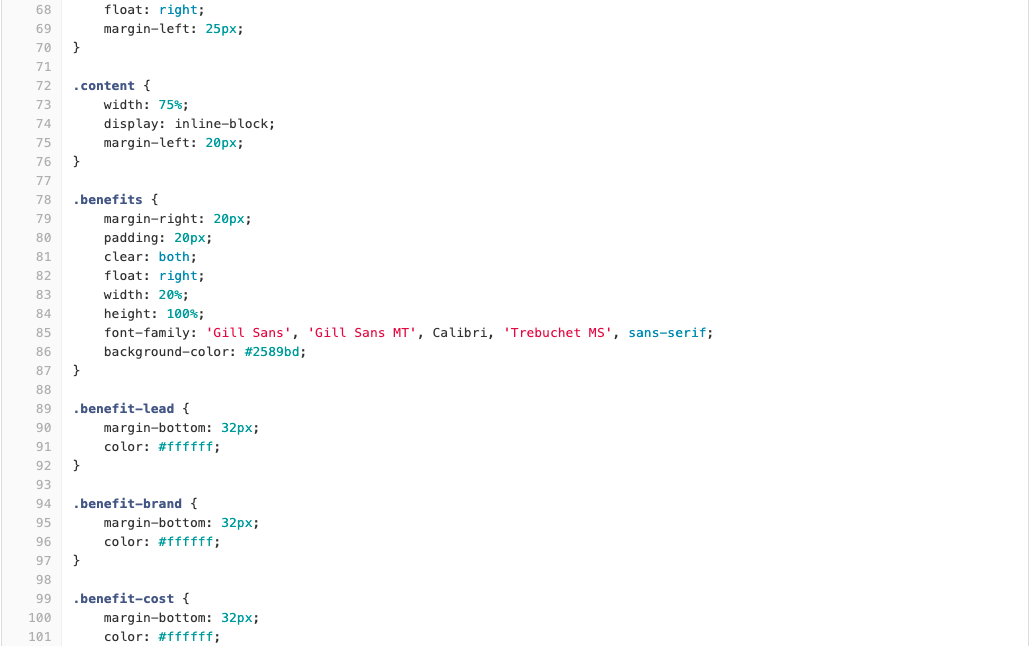 68 float: right;
69 margin-left: 25px;
70 }
71
72 .content {
73 width: 75%;
74 display: inline-block;
75 margin-left: 20px;
76 }
77
78 .benefits {
79 margin-right: 20px;
80 padding: 20px;
81 clear: both;
82 float: right;
83 width: 20%;
84 height: 100%;
85 font-family: 'Gill Sans', 'Gill Sans MT', Calibri, 'Trebuchet MS', sans-serif;
86 background-color: #2589bd;
87 }
88
89 .benefit-lead {
90 margin-bottom: 32px;
91 color: #ffffff;
92 }
93
94 .benefit-brand {
95 margin-bottom: 32px;
96 color: #ffffff;
97 }
98
99 .benefit-cost {
100 margin-bottom: 32px;
101 color: #ffffff;